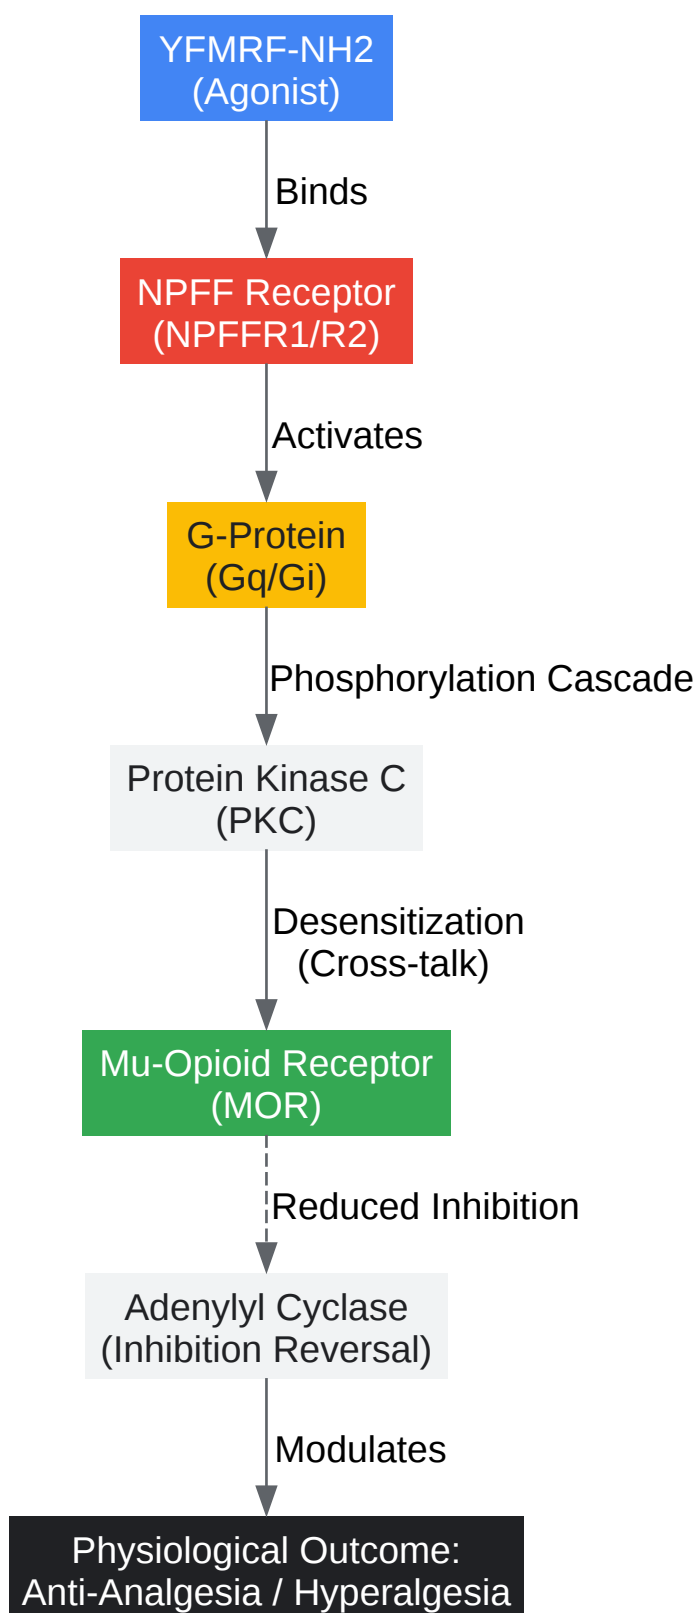 YFMRF-NH2
(Agonist)
Binds
NPFF Receptor
(NPFFR1/R2)
Activates
G-Protein
(Gq/Gi)
Phosphorylation Cascade
Protein Kinase C
(PKC)
Desensitization
(Cross-talk)
Mu-Opioid Receptor
(MOR)
Reduced Inhibition
Adenylyl Cyclase
(Inhibition Reversal)
Modulates
Physiological Outcome:
Anti-Analgesia / Hyperalgesia